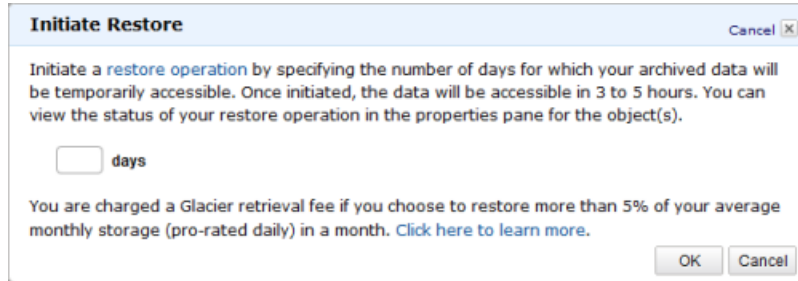 Initiate Restore
Cancel
Initiate a restore operation by specifying the number of days for which your archived data will
be temporarily accessible. Once initiated, the data will be accessible in 3 to 5 hours. You can
view the status of your restore operation in the properties pane for the object(s).
days
You are charged a Glacier retrieval fee if you choose to restore more than 5% of your average
monthly storage (pro-rated daily) in a month. Click here to learn more.
OK Cancel